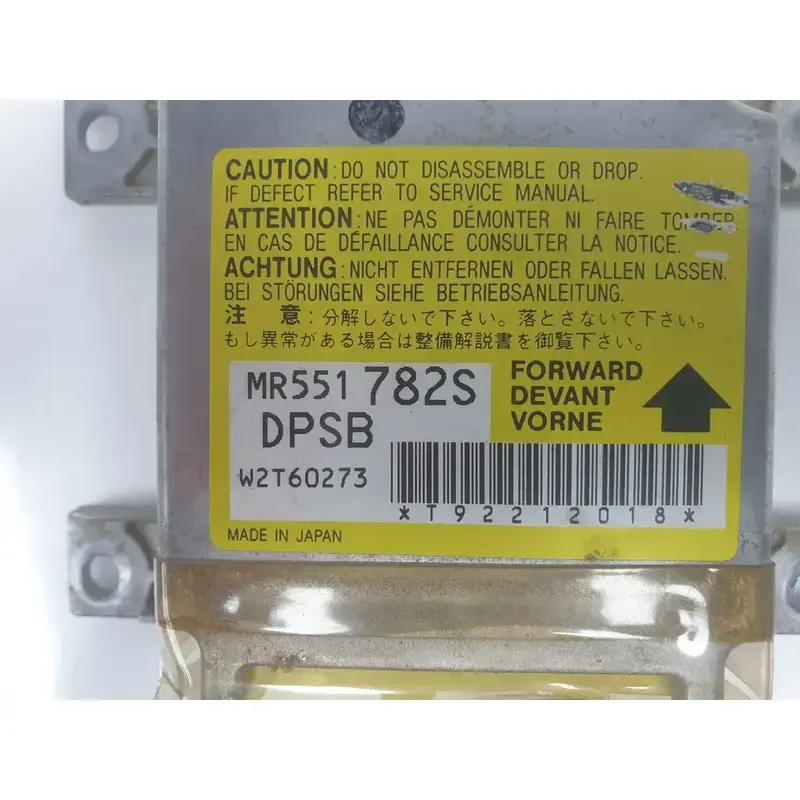 CAUTION : DO NOT DISASSEMBLE OR DROP.
IF DEFECT REFER TO SERVICE MANUAL.
ATTENTION : NE PAS DÉMONTER NI FAIRE TOMBER
EN CAS DE DÉFAILLANCE CONSULTER LA NOTICE.
ACHTUNG : NICHT ENTFERNEN ODER FALLEN LASSEN.
BEI STÖRUNGEN SIEHE BETRIEBSANLEITUNG.
注 意 : 分解しないで下さい。落とさないで下さい。
もし異常がある場合は整備解説書を御覧下さい。
MR551 782S
DPSB
W2T60273
FORWARD
DEVANT
VORNE
*T92212018*
MADE IN JAPAN